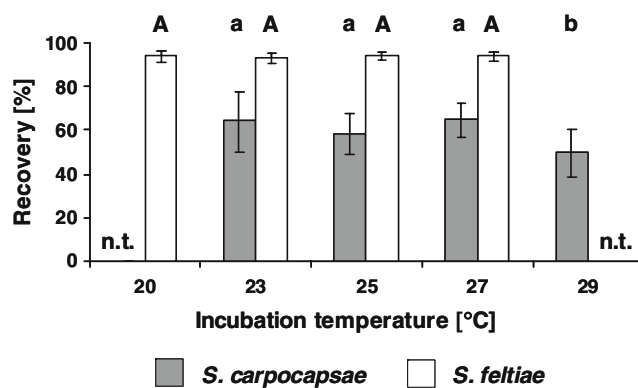 A a A a A a A b
100
80
60
40
20
0
Recovery [%]
n.t. n.t.
20 23 25 27 29
Incubation temperature [°C]
S. carpocapsae S. feltiae